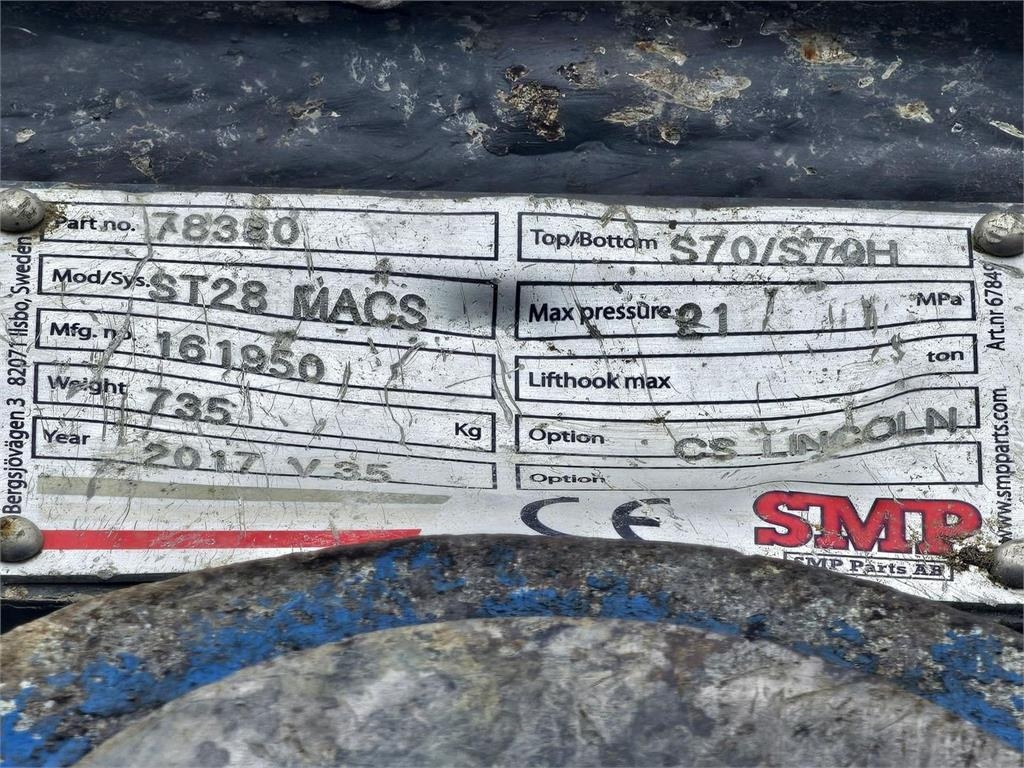 Part.no. 78380
Mod/Sys. ST28 MACS
Mfg. no 161950
Weight 735 Kg
Year 2017 V 35
Top/Bottom S70/S70H
Max pressure 21 MPa
Lifthook max ton
Option CS LINCOLN
Option
CE
SMP
SMP Parts AB
Bergsjövägen 3 82071 Ilsbo, Sweden
www.smpparts.com
Art.nr 67849